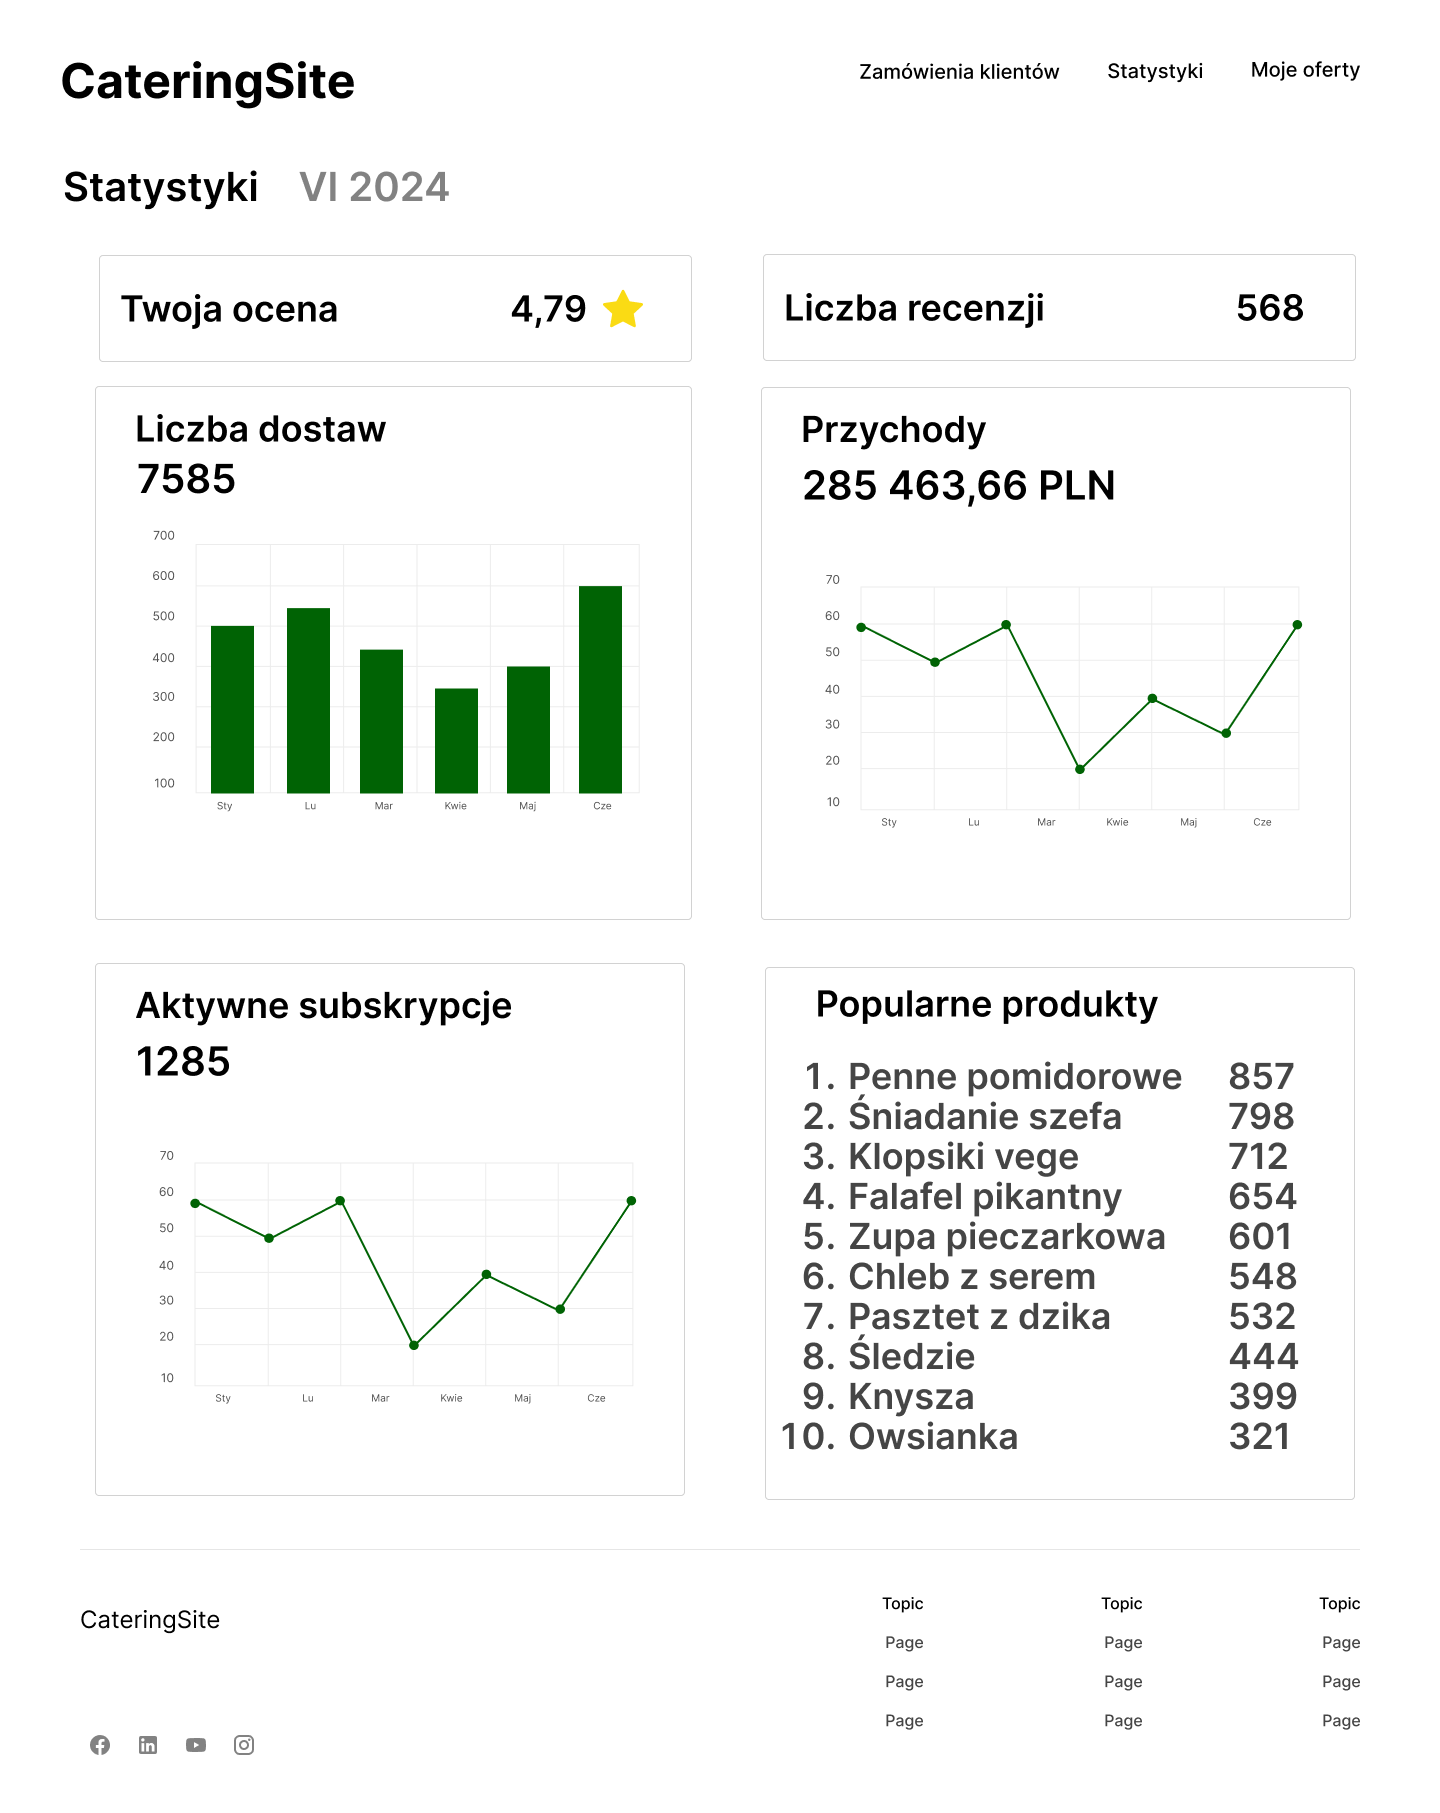 CateringSite
Zamówienia klientów Statystyki Moje oferty
Statystyki VI 2024
Twoja ocena 4,79
Liczba recenzji 568
Liczba dostaw
7585
700
600
500
400
300
200
100
Sty Lu Mar Kwie Maj Cze
Przychody
285 463,66 PLN
70
60
50
40
30
20
10
Sty Lu Mar Kwie Maj Cze
Aktywne subskrypcje
1285
70
60
50
40
30
20
10
Sty Lu Mar Kwie Maj Cze
Popularne produkty
1. Penne pomidorowe 857
2. Śniadanie szefa 798
3. Klopsiki vege 712
4. Falafel pikantny 654
5. Zupa pieczarkowa 601
6. Chleb z serem 548
7. Pasztet z dzika 532
8. Śledzie 444
9. Knysza 399
10. Owsianka 321
CateringSite
Topic Topic Topic
Page Page Page
Page Page Page
Page Page Page